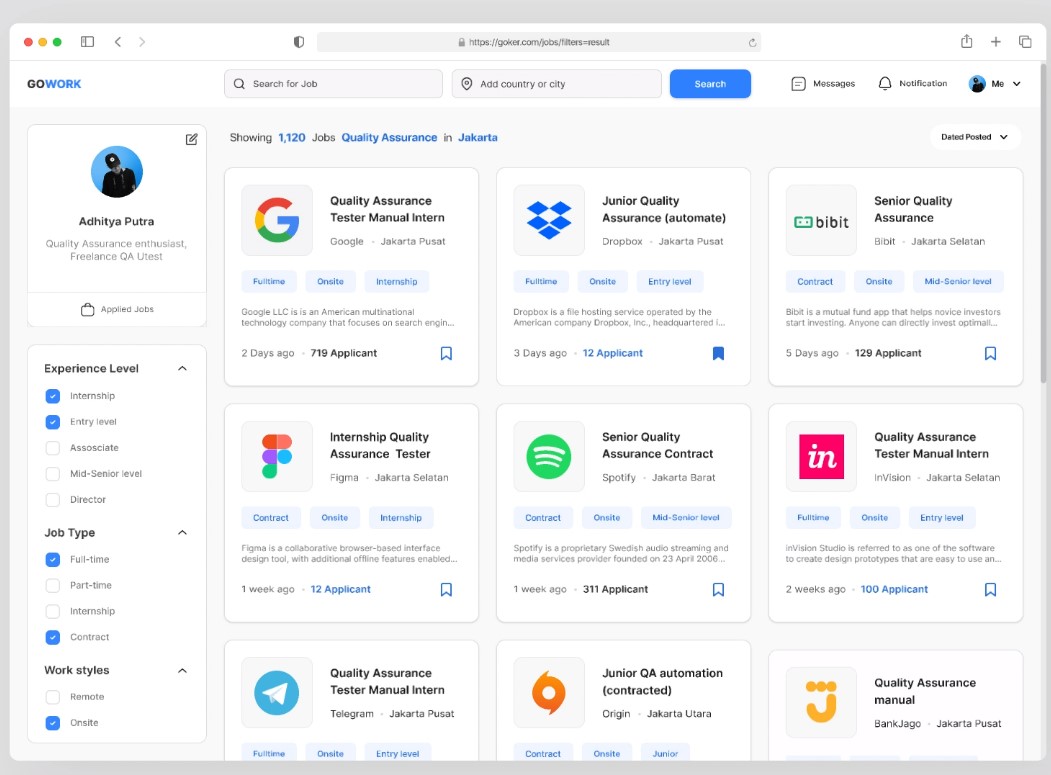 https://goker.com/jobs/filters=result
GOWORK
Search for Job
Add country or city
Search
Messages
Notification
Me
Adhitya Putra
Quality Assurance enthusiast,
Freelance QA Utest
Applied Jobs
Experience Level
Internship
Entry level
Assosciate
Mid-Senior level
Director
Job Type
Full-time
Part-time
Internship
Contract
Work styles
Remote
Onsite
Showing 1,120 Jobs Quality Assurance in Jakarta
Dated Posted
Quality Assurance
Tester Manual Intern
Google - Jakarta Pusat
Fulltime Onsite Internship
Google LLC is is an American multinational
technology company that focuses on search engin...
2 Days ago - 719 Applicant
Junior Quality
Assurance (automate)
Dropbox - Jakarta Pusat
Fulltime Onsite Entry level
Dropbox is a file hosting service operated by the
American company Dropbox, Inc., headquartered i...
3 Days ago - 12 Applicant
bibit
Senior Quality
Assurance
Bibit - Jakarta Selatan
Contract Onsite Mid-Senior level
Bibit is a mutual fund app that helps novice investors
start investing. Anyone can directly invest optimall...
5 Days ago - 129 Applicant
Internship Quality
Assurance Tester
Figma - Jakarta Selatan
Contract Onsite Internship
Figma is a collaborative browser-based interface
design tool, with additional offline features enabled...
1 week ago - 12 Applicant
Senior Quality
Assurance Contract
Spotify - Jakarta Barat
Contract Onsite Mid-Senior level
Spotify is a proprietary Swedish audio streaming and
media services provider founded on 23 April 2006...
1 week ago - 311 Applicant
in
Quality Assurance
Tester Manual Intern
InVision - Jakarta Selatan
Fulltime Onsite Entry level
inVision Studio is referred to as one of the software
to create design prototypes that are easy to use an...
2 weeks ago - 100 Applicant
Quality Assurance
Tester Manual Intern
Telegram - Jakarta Pusat
Fulltime Onsite Entry level
Junior QA automation
(contracted)
Origin - Jakarta Utara
Contract Onsite Junior
Quality Assurance
manual
BankJago - Jakarta Pusat